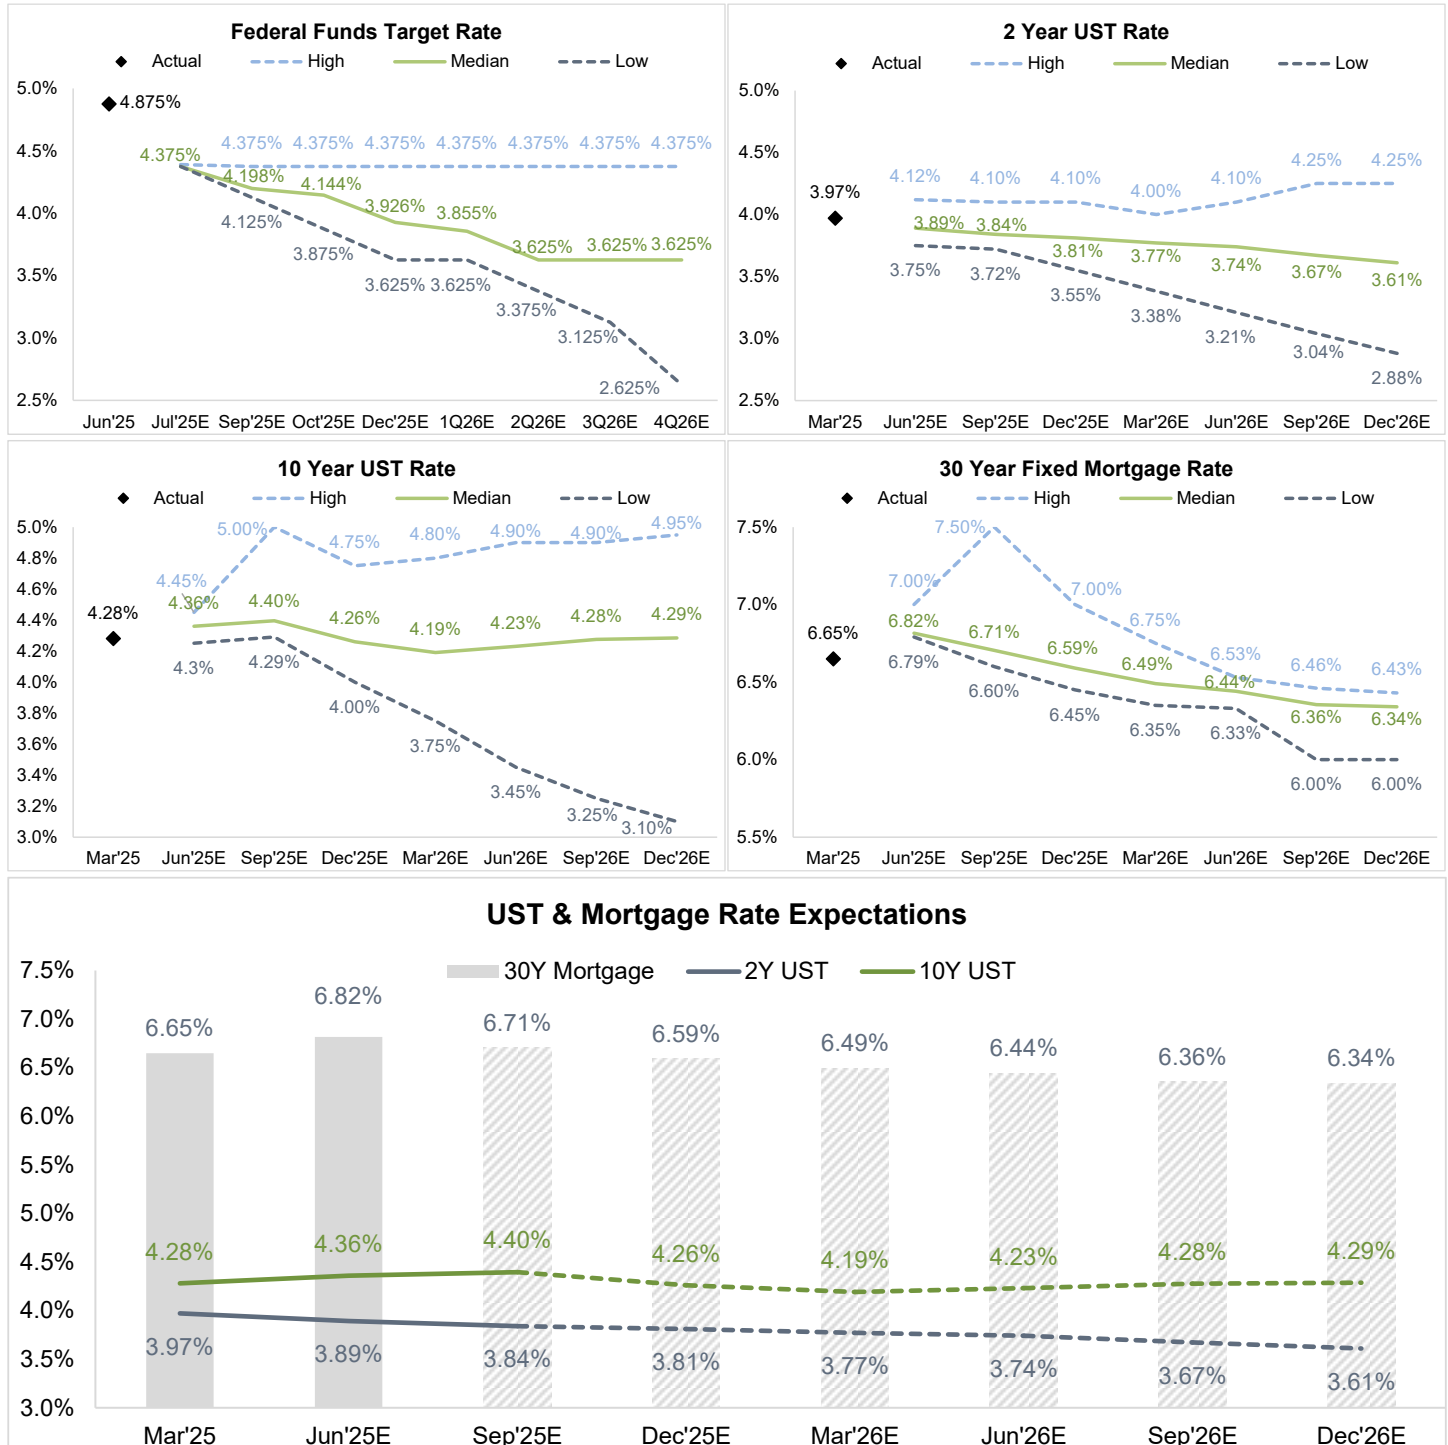 Federal Funds Target Rate
Actual High Median Low
5.0%
4.5%
4.0%
3.5%
3.0%
2.5%
4.875%
4.375% 4.375% 4.375% 4.375% 4.375% 4.375% 4.375%
4.375% 4.198% 4.144% 3.926% 3.855% 3.625% 3.625% 3.625%
4.125% 3.875% 3.625% 3.625% 3.375% 3.125% 2.625%
Jun'25 Jul'25E Sep'25E Oct'25E Dec'25E 1Q26E 2Q26E 3Q26E 4Q26E
2 Year UST Rate
Actual High Median Low
5.0%
4.5%
4.0%
3.5%
3.0%
2.5%
3.97%
4.12% 4.10% 4.10% 4.00% 4.10% 4.25% 4.25%
3.89% 3.84% 3.81% 3.77% 3.74% 3.67% 3.61%
3.75% 3.72% 3.55% 3.38% 3.21% 3.04% 2.88%
Mar'25 Jun'25E Sep'25E Dec'25E Mar'26E Jun'26E Sep'26E Dec'26E
10 Year UST Rate
Actual High Median Low
5.0%
4.8%
4.6%
4.4%
4.2%
4.0%
3.8%
3.6%
3.4%
3.2%
3.0%
4.28%
4.45% 5.00% 4.75% 4.80% 4.90% 4.90% 4.95%
4.36% 4.40% 4.26% 4.19% 4.23% 4.28% 4.29%
4.3% 4.29% 4.00% 3.75% 3.45% 3.25% 3.10%
Mar'25 Jun'25E Sep'25E Dec'25E Mar'26E Jun'26E Sep'26E Dec'26E
30 Year Fixed Mortgage Rate
Actual High Median Low
7.5%
7.0%
6.5%
6.0%
5.5%
6.65%
7.00% 7.50% 7.00% 6.75% 6.53% 6.46% 6.43%
6.82% 6.71% 6.59% 6.49% 6.44% 6.36% 6.34%
6.79% 6.60% 6.45% 6.35% 6.33% 6.00% 6.00%
Mar'25 Jun'25E Sep'25E Dec'25E Mar'26E Jun'26E Sep'26E Dec'26E
UST & Mortgage Rate Expectations
30Y Mortgage 2Y UST 10Y UST
7.5%
7.0%
6.5%
6.0%
5.5%
5.0%
4.5%
4.0%
3.5%
3.0%
6.65% 6.82% 6.71% 6.59% 6.49% 6.44% 6.36% 6.34%
4.28% 4.36% 4.40% 4.26% 4.19% 4.23% 4.28% 4.29%
3.97% 3.89% 3.84% 3.81% 3.77% 3.74% 3.67% 3.61%
Mar'25 Jun'25E Sep'25E Dec'25E Mar'26E Jun'26E Sep'26E Dec'26E